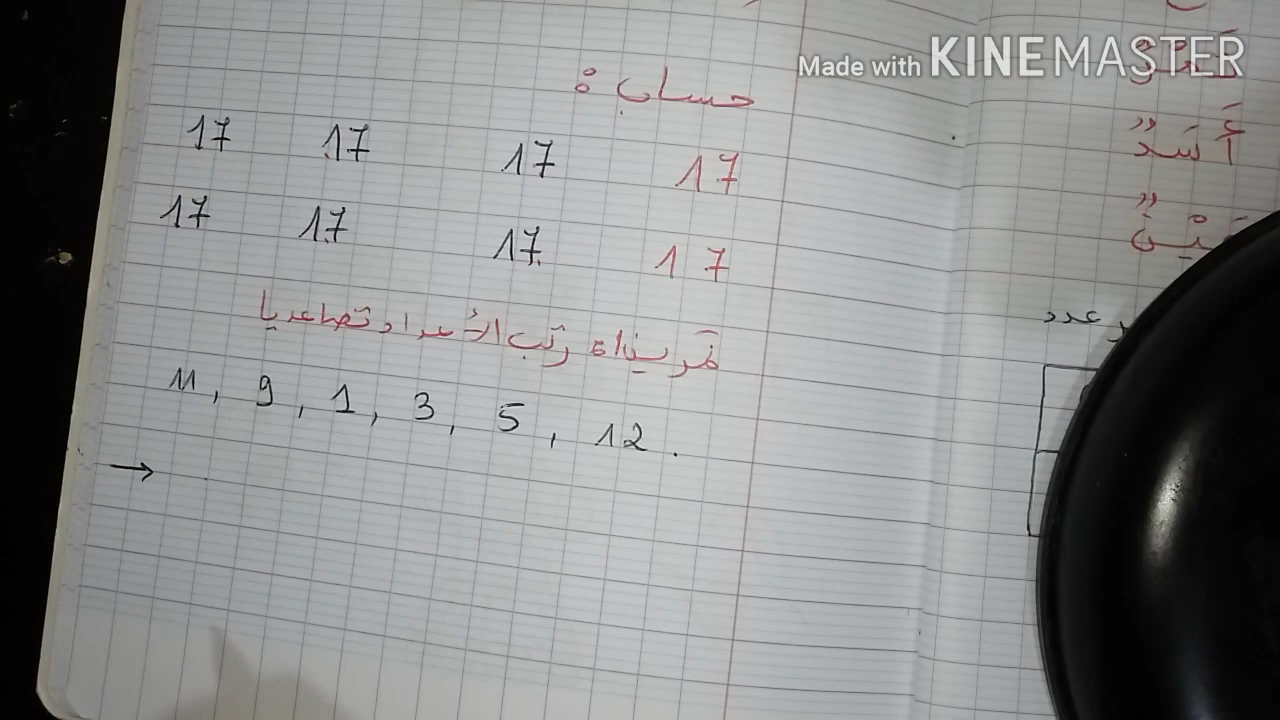 Made with KINEMASTER
حساب :
17 17 17 17
17 17 17 17
رتب الأعداد تصاعديا
11, 9, 1, 3, 5, 12.
→
أَسَدٌ
عدد